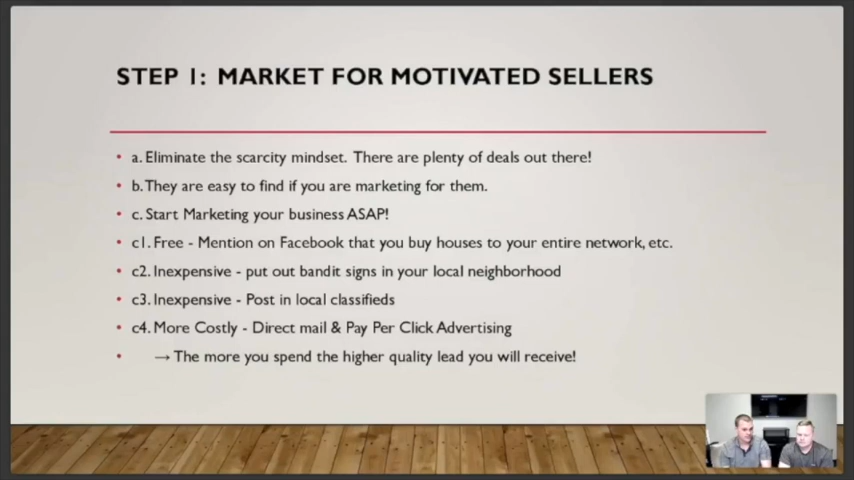 STEP 1: MARKET FOR MOTIVATED SELLERS
• a. Eliminate the scarcity mindset. There are plenty of deals out there!
• b. They are easy to find if you are marketing for them.
• c. Start Marketing your business ASAP!
• c1. Free - Mention on Facebook that you buy houses to your entire network, etc.
• c2. Inexpensive - put out bandit signs in your local neighborhood
• c3. Inexpensive - Post in local classifieds
• c4. More Costly - Direct mail & Pay Per Click Advertising
• → The more you spend the higher quality lead you will receive!